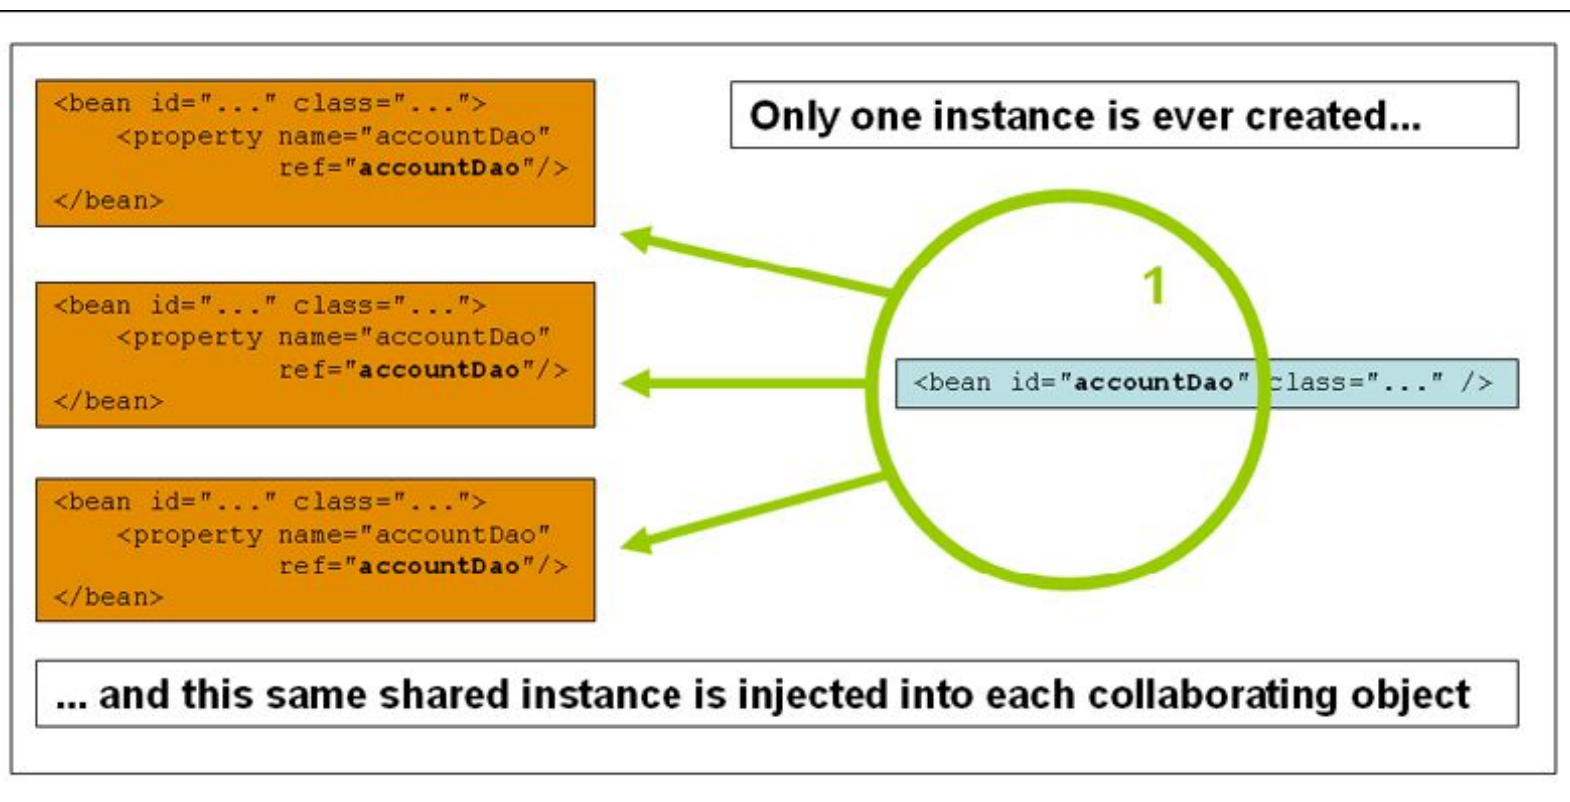 <bean id="..." class="...">
<property name="accountDao"
ref="accountDao"/>
</bean>
Only one instance is ever created...
<bean id="..." class="...">
<property name="accountDao"
ref="accountDao"/>
</bean>
1
<bean id="accountDao" class="..." />
<bean id="..." class="...">
<property name="accountDao"
ref="accountDao"/>
</bean>
... and this same shared instance is injected into each collaborating object